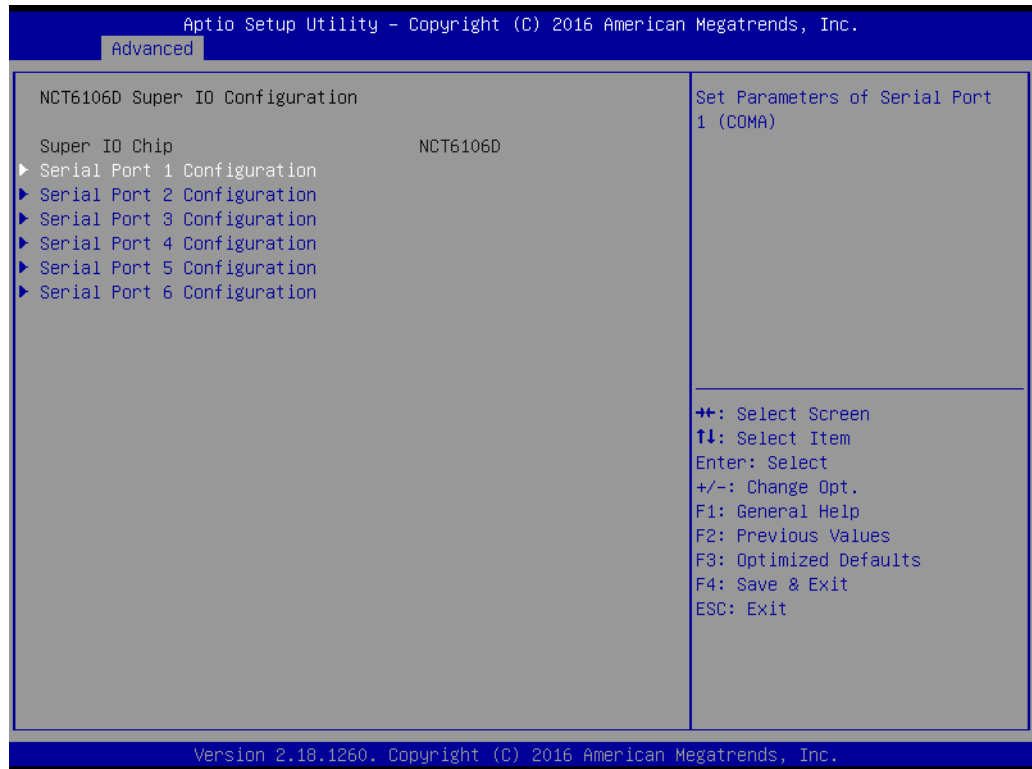 Aptio Setup Utility – Copyright (C) 2016 American Megatrends, Inc.
Advanced
NCT6106D Super IO Configuration
Super IO Chip NCT6106D
▶ Serial Port 1 Configuration
▶ Serial Port 2 Configuration
▶ Serial Port 3 Configuration
▶ Serial Port 4 Configuration
▶ Serial Port 5 Configuration
▶ Serial Port 6 Configuration
Set Parameters of Serial Port
1 (COMA)
→←: Select Screen
↑↓: Select Item
Enter: Select
+/-: Change Opt.
F1: General Help
F2: Previous Values
F3: Optimized Defaults
F4: Save & Exit
ESC: Exit
Version 2.18.1260. Copyright (C) 2016 American Megatrends, Inc.